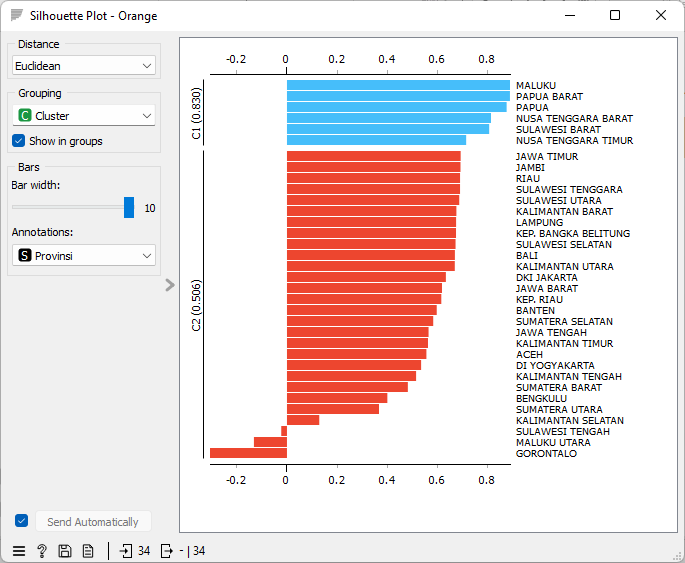 Silhouette Plot - Orange
Distance
Euclidean
Grouping
C Cluster
Show in groups
Bars
Bar width:
10
Annotations:
S Provinsi
Send Automatically
34
- | 34
-0.2 0 0.2 0.4 0.6 0.8
C1 (0.830)
MALUKU
PAPUA BARAT
PAPUA
NUSA TENGGARA BARAT
SULAWESI BARAT
NUSA TENGGARA TIMUR
C2 (0.506)
JAWA TIMUR
JAMBI
RIAU
SULAWESI TENGGARA
SULAWESI UTARA
KALIMANTAN BARAT
LAMPUNG
KEP. BANGKA BELITUNG
SULAWESI SELATAN
BALI
KALIMANTAN UTARA
DKI JAKARTA
JAWA BARAT
KEP. RIAU
BANTEN
SUMATERA SELATAN
JAWA TENGAH
KALIMANTAN TIMUR
ACEH
DI YOGYAKARTA
KALIMANTAN TENGAH
SUMATERA BARAT
BENGKULU
SUMATERA UTARA
KALIMANTAN SELATAN
SULAWESI TENGAH
MALUKU UTARA
GORONTALO
-0.2 0 0.2 0.4 0.6 0.8